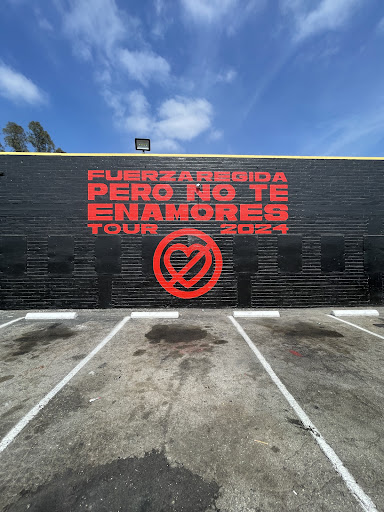 FUERZAREGIDA
PERO NO TE
ENAMORES
TOUR 2024